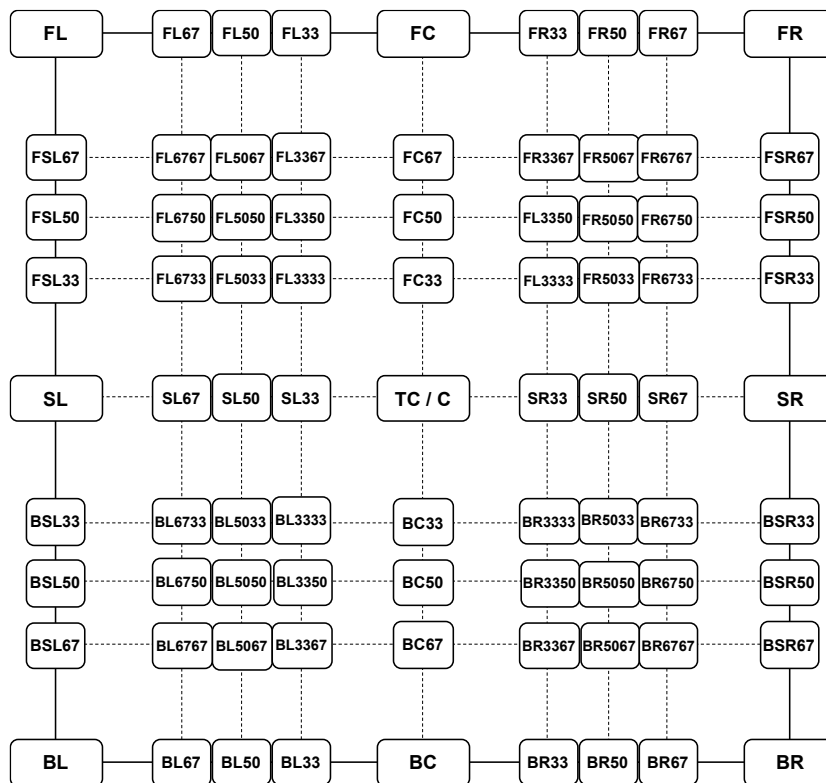 FL FL67 FL50 FL33 FC FR33 FR50 FR67 FR
FSL67 FL6767 FL5067 FL3367 FC67 FR3367 FR5067 FR6767 FSR67
FSL50 FL6750 FL5050 FL3350 FC50 FL3350 FR5050 FR6750 FSR50
FSL33 FL6733 FL5033 FL3333 FC33 FL3333 FR5033 FR6733 FSR33
SL SL67 SL50 SL33 TC / C SR33 SR50 SR67 SR
BSL33 BL6733 BL5033 BL3333 BC33 BR3333 BR5033 BR6733 BSR33
BSL50 BL6750 BL5050 BL3350 BC50 BR3350 BR5050 BR6750 BSR50
BSL67 BL6767 BL5067 BL3367 BC67 BR3367 BR5067 BR6767 BSR67
BL BL67 BL50 BL33 BC BR33 BR50 BR67 BR